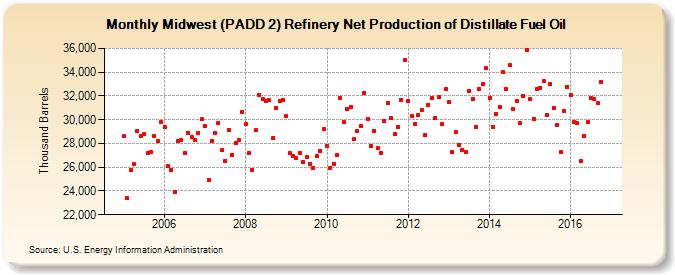 Monthly Midwest (PADD 2) Refinery Net Production of Distillate Fuel Oil
Thousand Barrels
36,000
34,000
32,000
30,000
28,000
26,000
24,000
22,000
2006 2008 2010 2012 2014 2016
Source: U.S. Energy Information Administration